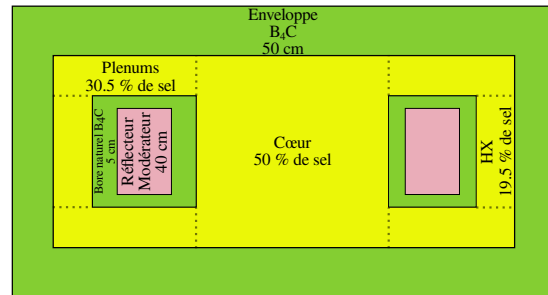 Enveloppe
B₄C
50 cm
Plenums
30.5 % de sel
Bore naturel B₄C
5 cm
Réflecteur
Modérateur
40 cm
Cœur
50 % de sel
HX
19.5 % de sel